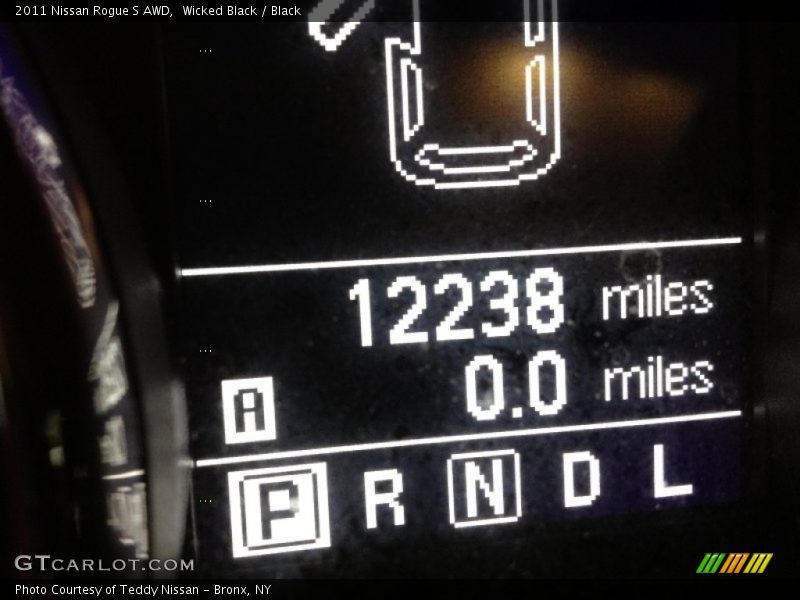 2011 Nissan Rogue S AWD,  Wicked Black / Black
12238 miles
A 0.0 miles
P R N D L
GTCARLOT.COM
Photo Courtesy of Teddy Nissan - Bronx, NY